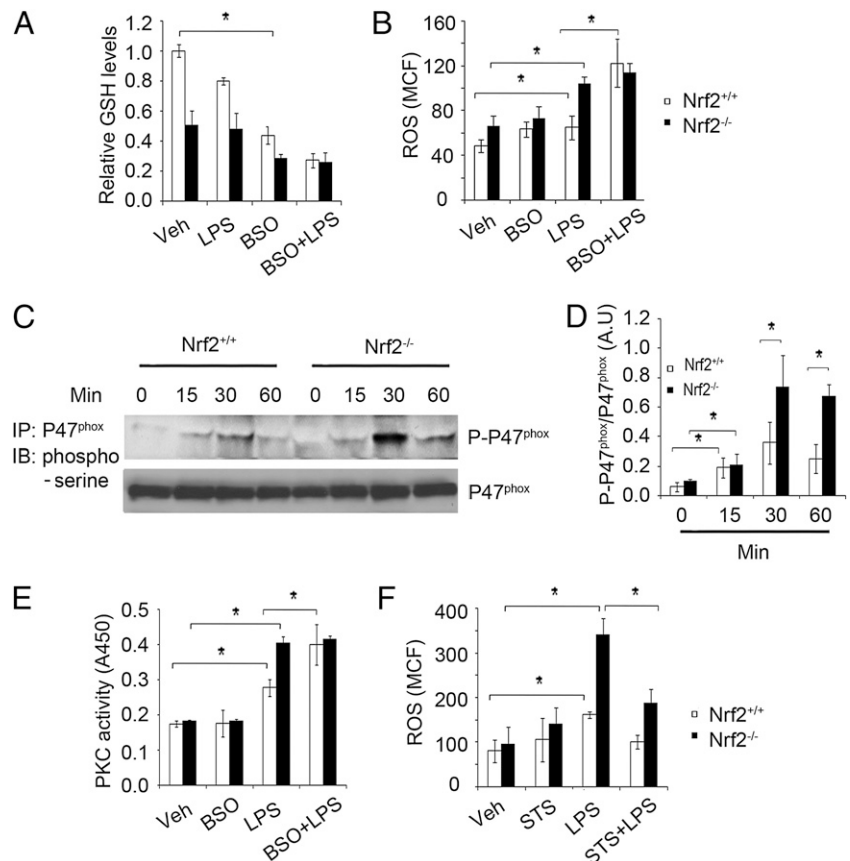 A
*
Relative GSH levels
1.2
1.0
0.8
0.6
0.4
0.2
0.0
Veh
LPS
BSO
BSO+LPS
B
*
*
*
ROS (MCF)
160
120
80
40
0
Veh
BSO
LPS
BSO+LPS
Nrf2+/+
Nrf2-/-
C
Nrf2+/+ Nrf2-/-
Min 0 15 30 60 0 15 30 60
IP: P47phox
IB: phospho
-serine
P-P47phox
P47phox
D
P-P47phox/P47phox (A.U)
1.2
1.0
0.8
0.6
0.4
0.2
0.0
Nrf2+/+
Nrf2-/-
*
*
*
*
0 15 30 60
Min
E
*
*
*
PKC activity (A450)
0.5
0.4
0.3
0.2
0.1
0.0
Veh
BSO
LPS
BSO+LPS
F
*
*
*
ROS (MCF)
400
300
200
100
00
Veh
STS
LPS
STS+LPS
Nrf2+/+
Nrf2-/-